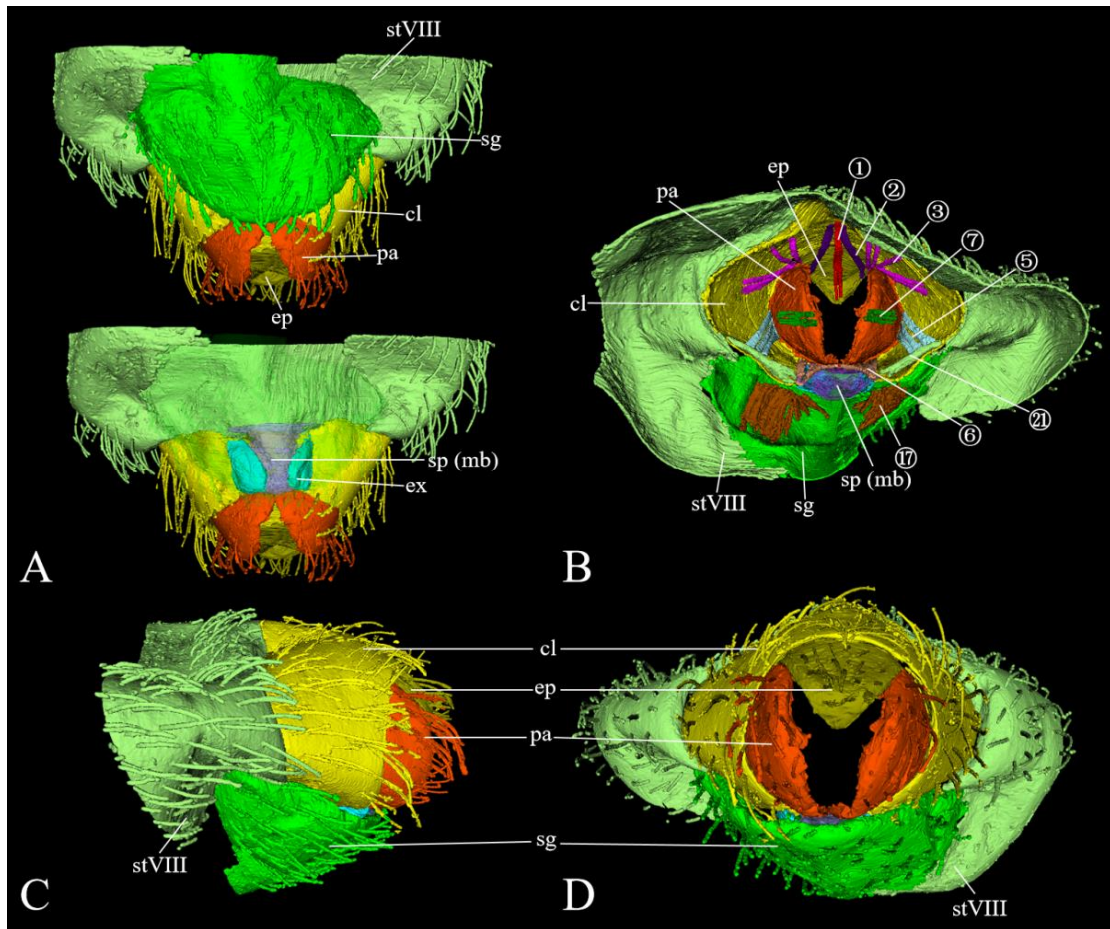 stVIII
sg
cl
pa
ep
sp (mb)
ex
A
ep
①
②
③
pa
⑦
⑤
cl
㉑
⑥
⑰
sp (mb)
stVIII
sg
B
cl
ep
pa
stVIII
sg
C
D
stVIII